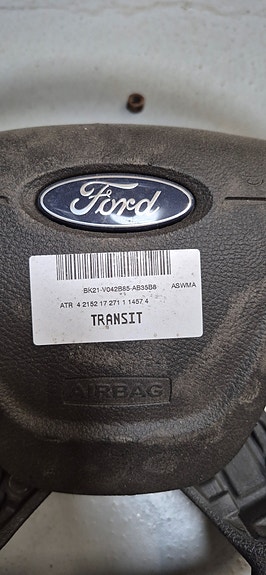 Ford
BK21-V042B85-AB35B8 ASWMA
ATR 4 2152 17 271 1 1457 4
TRANSIT
AIRBAG